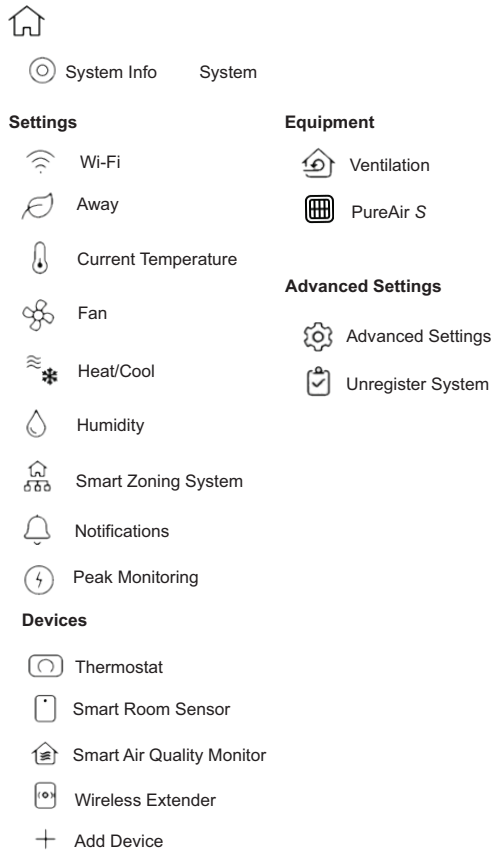 System Info System
Settings
Wi-Fi
Away
Current Temperature
Fan
Heat/Cool
Humidity
Smart Zoning System
Notifications
Peak Monitoring
Devices
Thermostat
Smart Room Sensor
Smart Air Quality Monitor
Wireless Extender
Add Device
Equipment
Ventilation
PureAir S
Advanced Settings
Advanced Settings
Unregister System